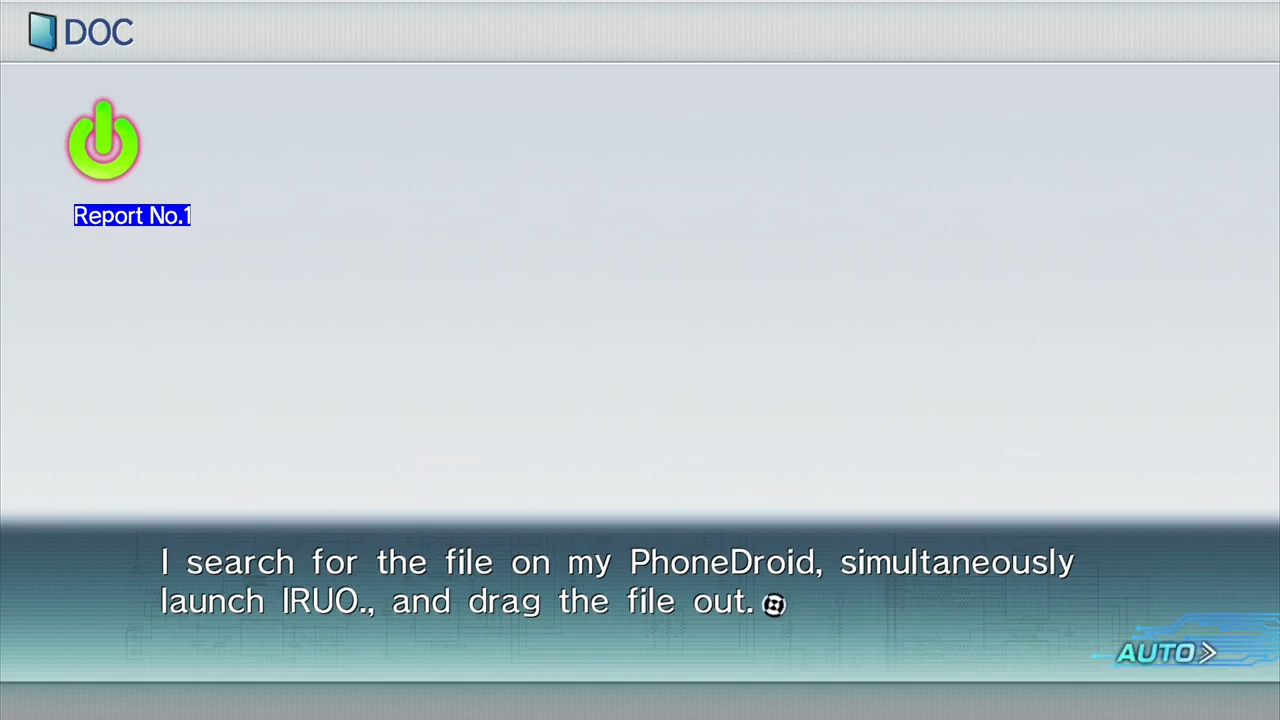 DOC
Report No.1
I search for the file on my PhoneDroid, simultaneously
launch IRUO., and drag the file out.
AUTO